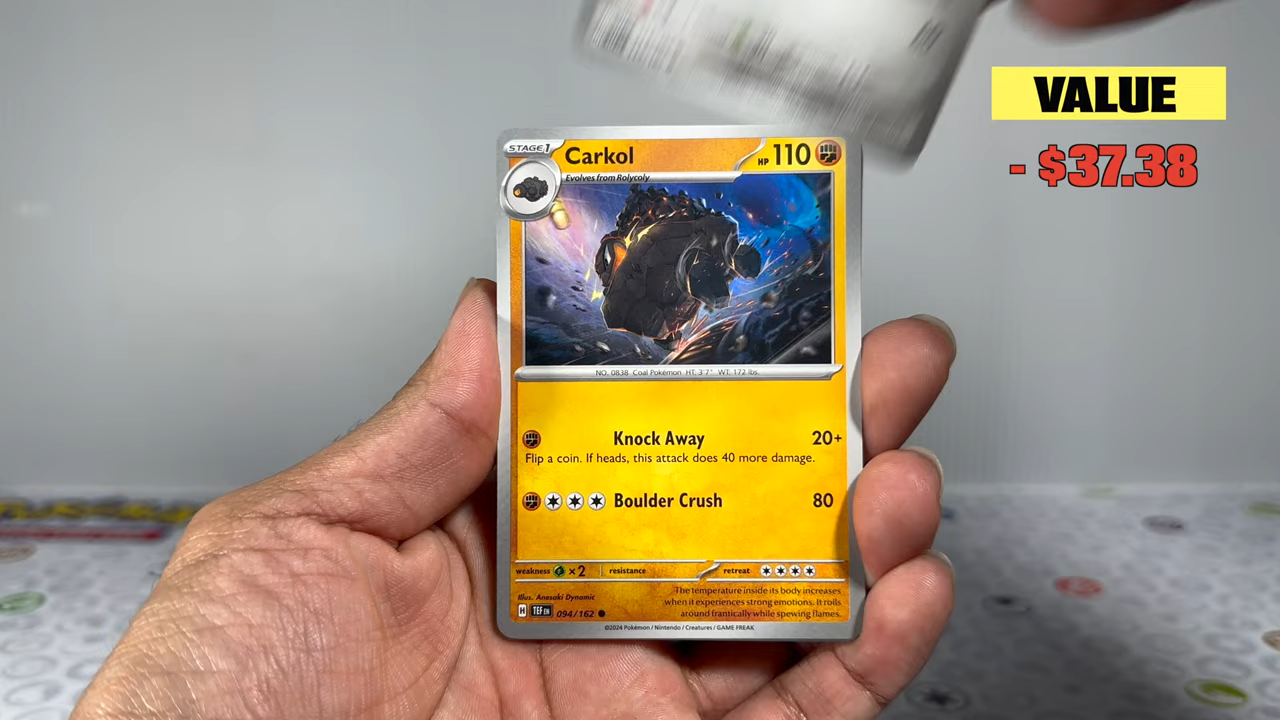 VALUE
- $37.38
STAGE1
Carkol
HP 110
Evolves from Rolycoly
NO. 0838 Coal Pokémon HT: 3'7" WT: 172 lbs.
Knock Away 20+
Flip a coin. If heads, this attack does 40 more damage.
Boulder Crush 80
weakness ×2 resistance retreat
Illus. Anesaki Dynamic
H TEF EN 094/162
The temperature inside its body increases
when it experiences strong emotions. It rolls
around frantically while spewing flames.
©2024 Pokémon / Nintendo / Creatures / GAME FREAK